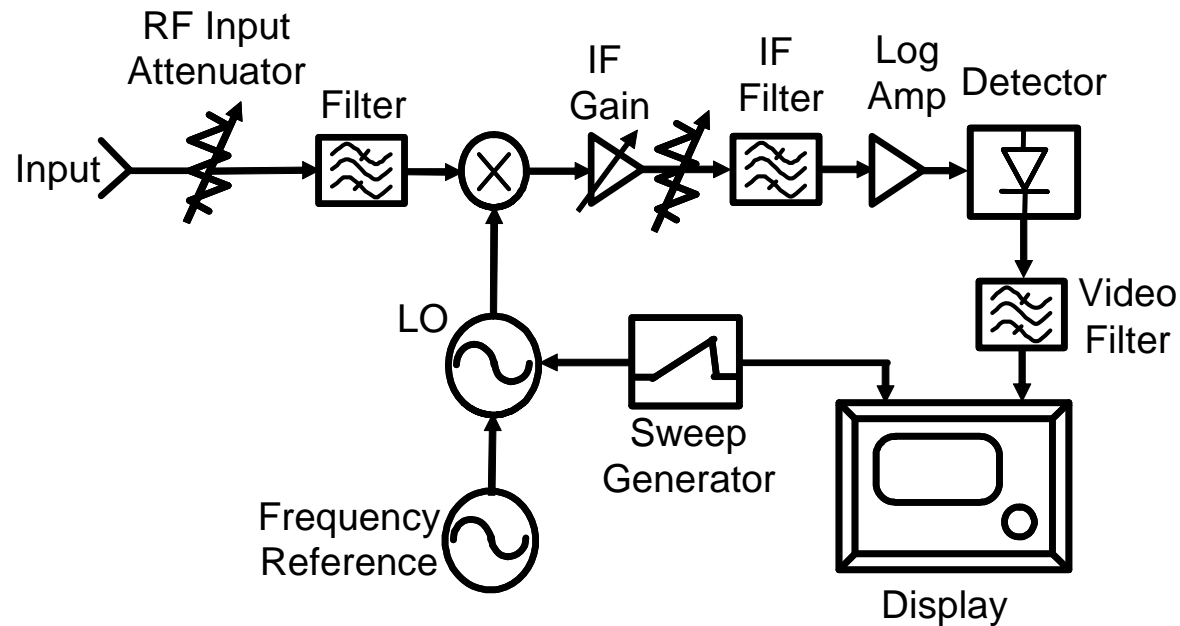 RF Input
Attenuator
Filter
IF
Gain
IF
Filter
Log
Amp
Detector
Input
LO
Video
Filter
Sweep
Generator
Frequency
Reference
Display